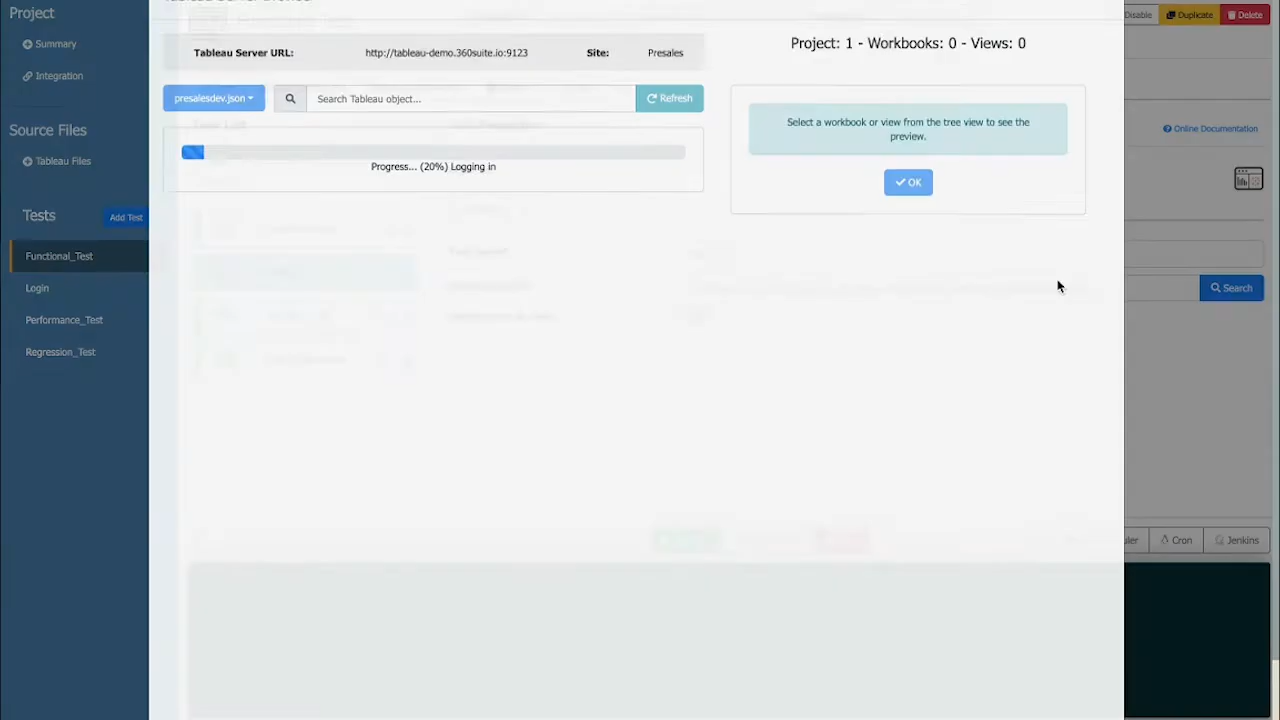 Project
Summary
Integration
Source Files
Tableau Files
Tests
Add Test
Functional_Test
Login
Performance_Test
Regression_Test
Tableau Server URL:
http://tableau-demo.360suite.io:9123
Site:
Presales
presalesdev.json
Search Tableau object...
Refresh
Progress... (20%) Logging in
Project: 1 - Workbooks: 0 - Views: 0
Select a workbook or view from the tree view to see the
preview.
OK
Disable
Duplicate
Delete
Online Documentation
Search
Cron
Jenkins